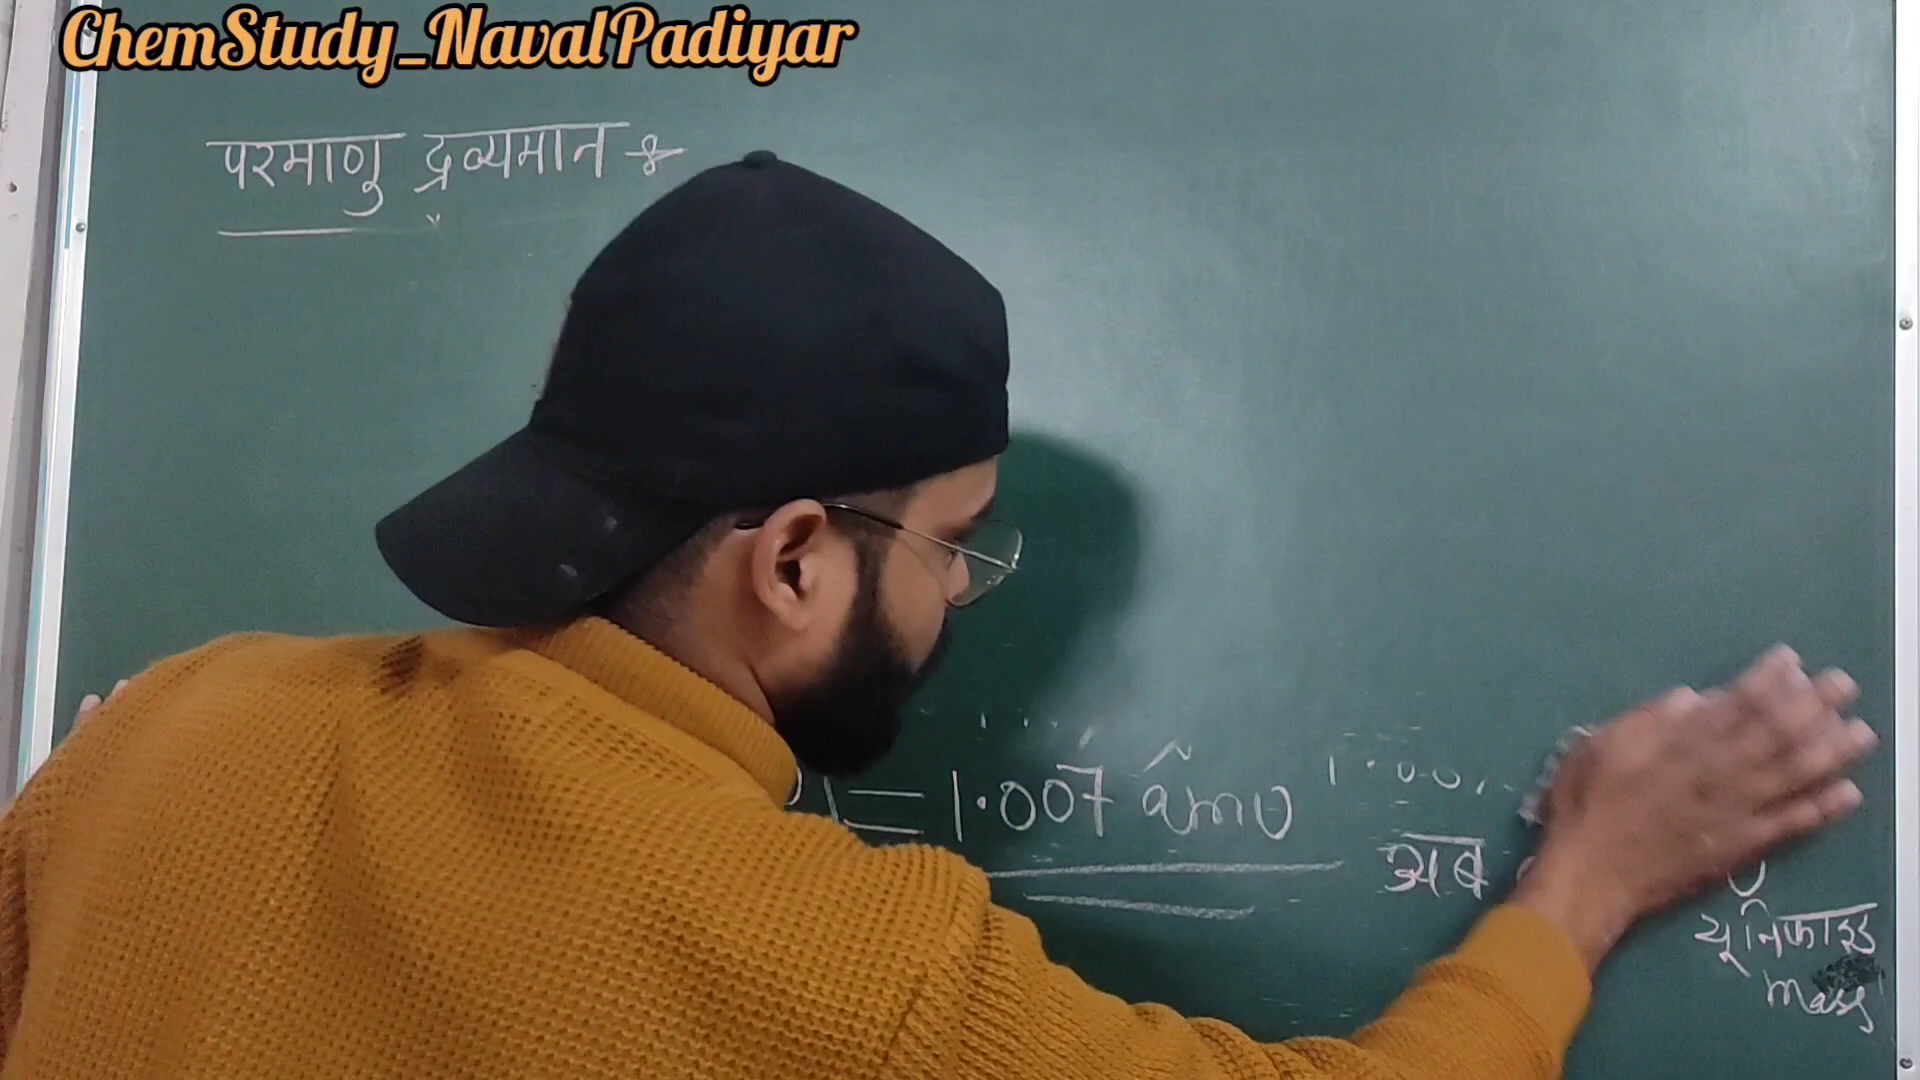 ChemStudy_NavalPadiyar
परमाणु द्रव्यमान :-
= 1.007 amu
अब
यूनिफाइड
mass